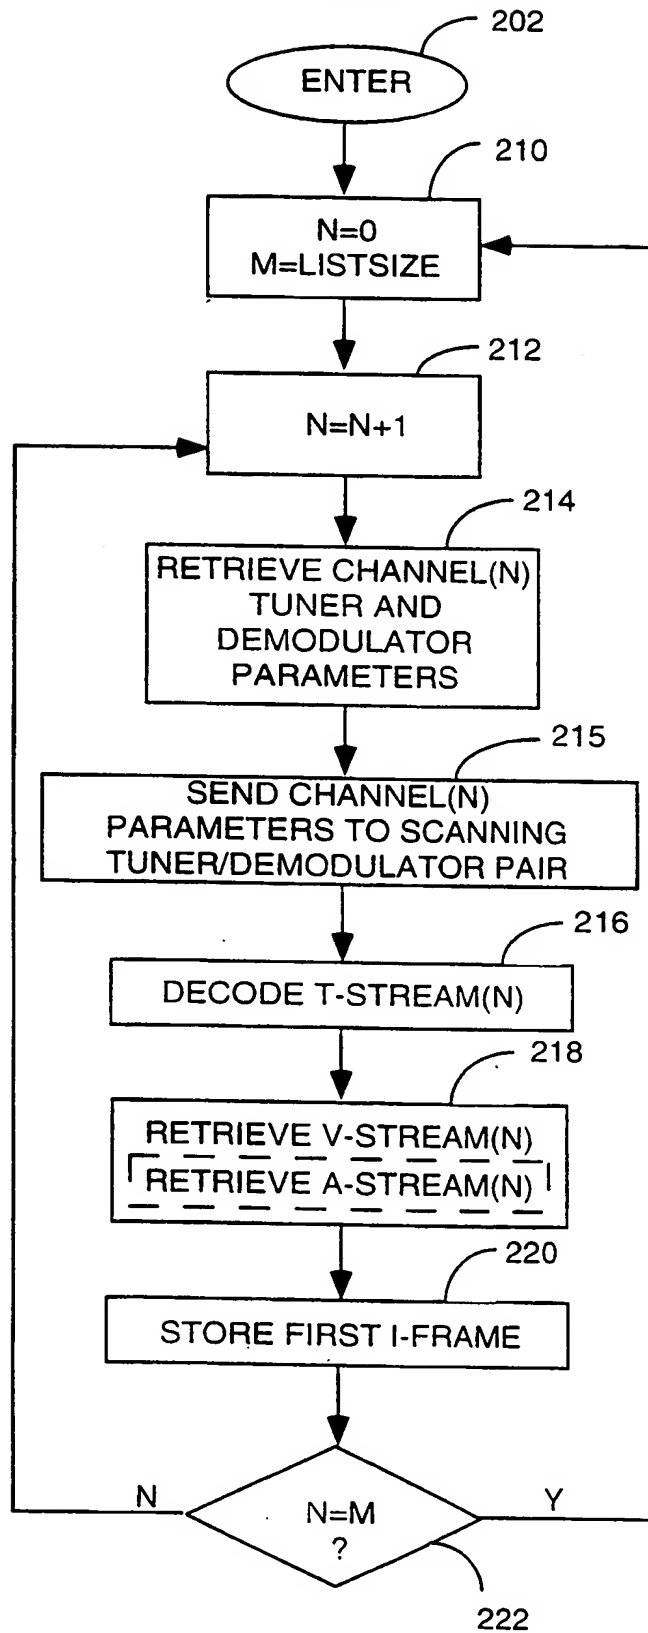 202
ENTER
210
N=0
M=LISTSIZE
212
N=N+1
214
RETRIEVE CHANNEL(N)
TUNER AND
DEMODULATOR
PARAMETERS
215
SEND CHANNEL(N)
PARAMETERS TO SCANNING
TUNER/DEMODULATOR PAIR
216
DECODE T-STREAM(N)
218
RETRIEVE V-STREAM(N)
RETRIEVE A-STREAM(N)
220
STORE FIRST I-FRAME
N
N=M
?
Y
222